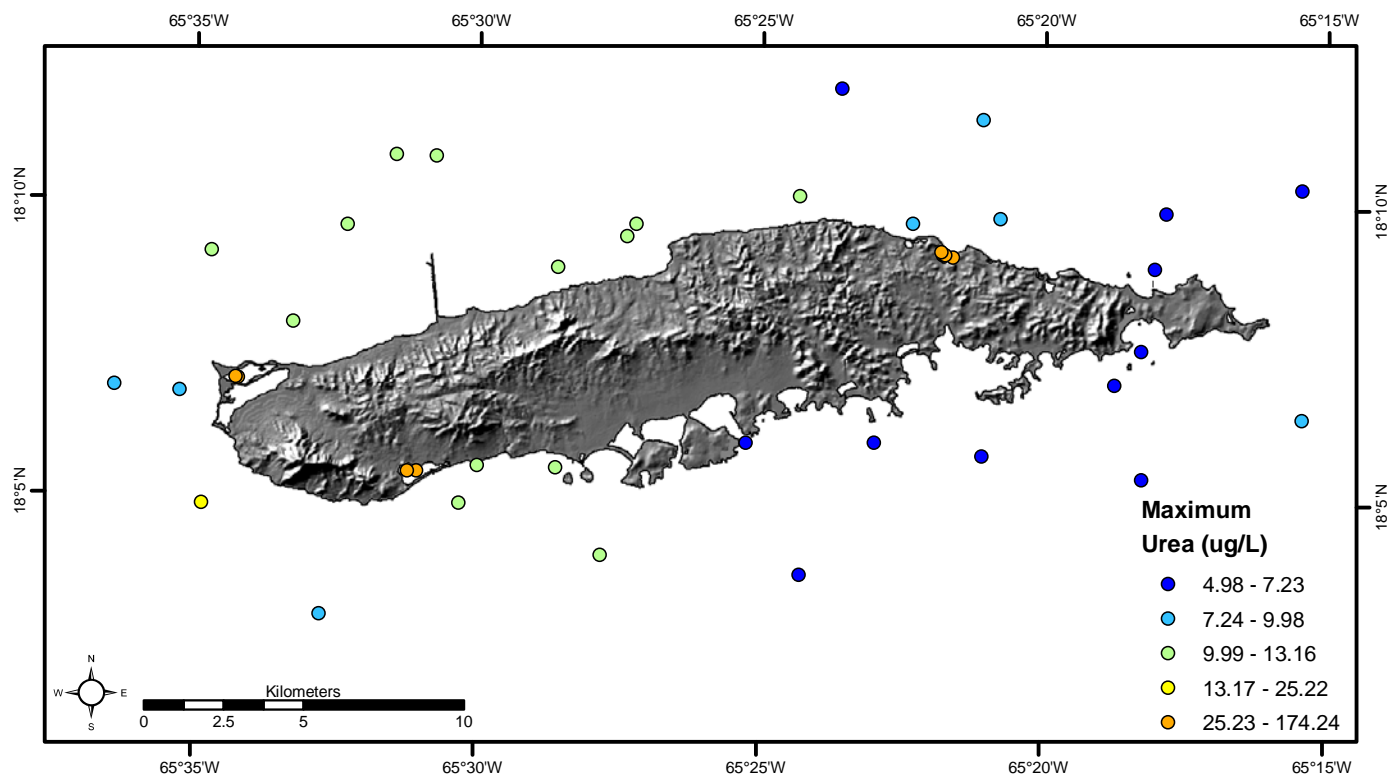 65°35'W 65°30'W 65°25'W 65°20'W 65°15'W
18°10'N 18°10'N
18°5'N 18°5'N
Maximum
Urea (ug/L)
4.98 - 7.23
7.24 - 9.98
9.99 - 13.16
13.17 - 25.22
25.23 - 174.24
N
W E
S
Kilometers
0 2.5 5 10
65°35'W 65°30'W 65°25'W 65°20'W 65°15'W